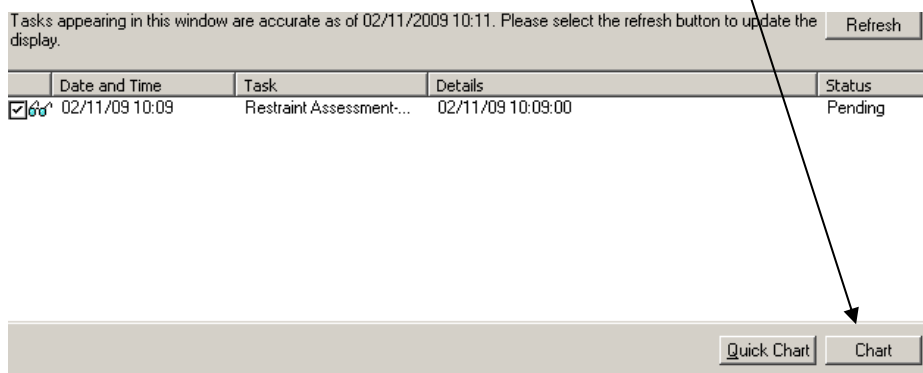 Tasks appearing in this window are accurate as of 02/11/2009 10:11. Please select the refresh button to update the
display.
Refresh
Date and Time Task Details Status
02/11/09 10:09 Restraint Assessment-... 02/11/09 10:09:00 Pending
Quick Chart Chart